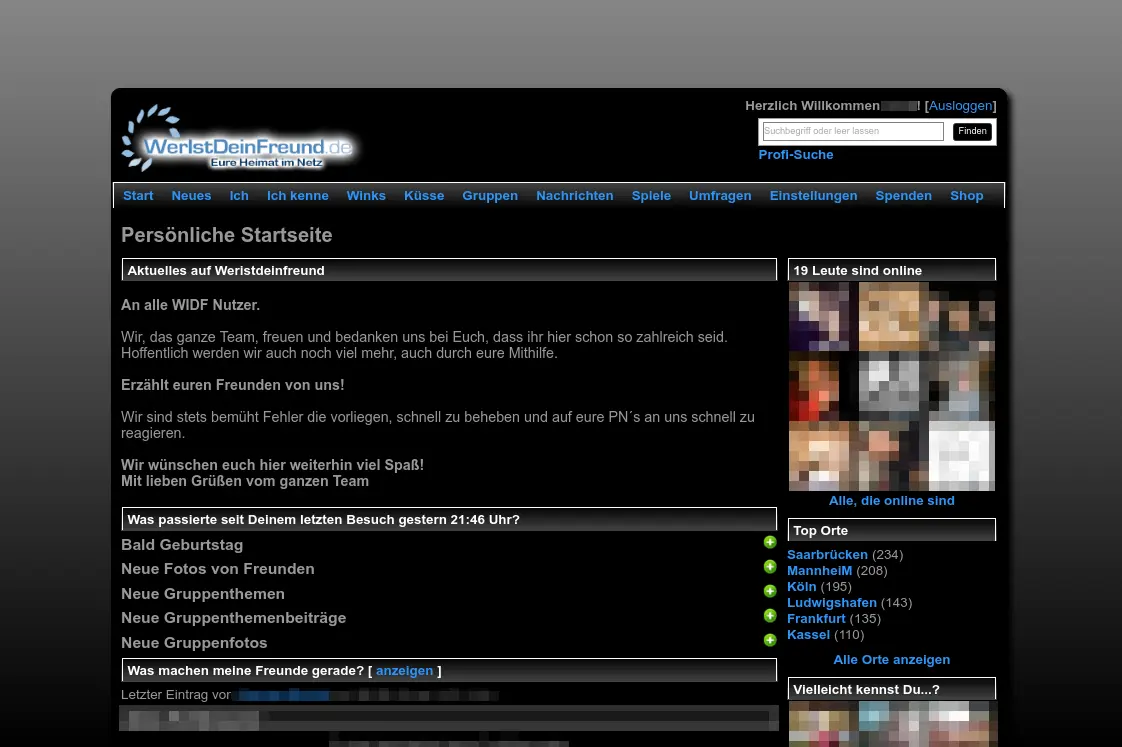 WerIstDeinFreund.de
Eure Heimat im Netz
Herzlich Willkommen ! [Ausloggen]
Suchbegriff oder leer lassen
Finden
Profi-Suche
Start Neues Ich Ich kenne Winks Küsse Gruppen Nachrichten Spiele Umfragen Einstellungen Spenden Shop
Persönliche Startseite
Aktuelles auf Weristdeinfreund
An alle WIDF Nutzer.
Wir, das ganze Team, freuen und bedanken uns bei Euch, dass ihr hier schon so zahlreich seid.
Hoffentlich werden wir auch noch viel mehr, auch durch eure Mithilfe.
Erzählt euren Freunden von uns!
Wir sind stets bemüht Fehler die vorliegen, schnell zu beheben und auf eure PN´s an uns schnell zu
reagieren.
Wir wünschen euch hier weiterhin viel Spaß!
Mit lieben Grüßen vom ganzen Team
Was passierte seit Deinem letzten Besuch gestern 21:46 Uhr?
Bald Geburtstag
Neue Fotos von Freunden
Neue Gruppenthemen
Neue Gruppenthemenbeiträge
Neue Gruppenfotos
Was machen meine Freunde gerade? [ anzeigen ]
Letzter Eintrag vor
19 Leute sind online
Alle, die online sind
Top Orte
Saarbrücken (234)
MannheiM (208)
Köln (195)
Ludwigshafen (143)
Frankfurt (135)
Kassel (110)
Alle Orte anzeigen
Vielleicht kennst Du...?